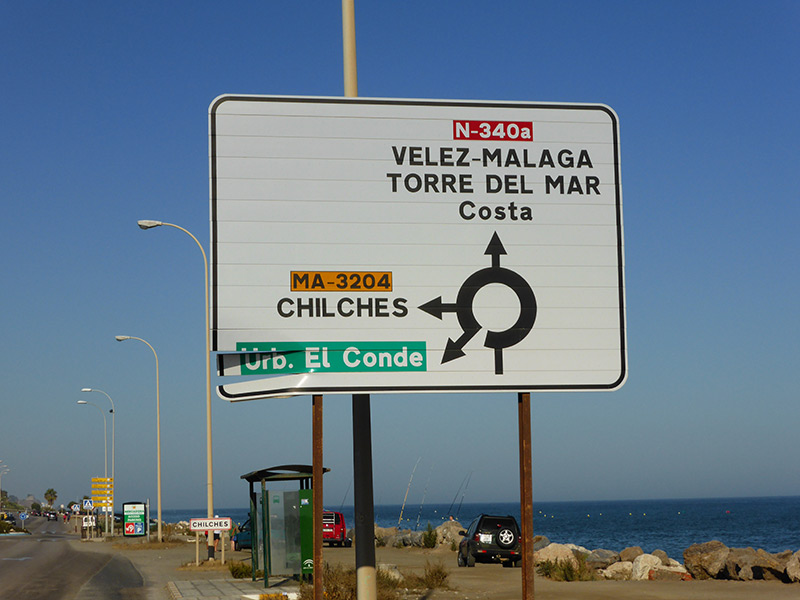 N-340a
VELEZ-MALAGA
TORRE DEL MAR
Costa
MA-3204
CHILCHES
Urb. El Conde
CHILCHES